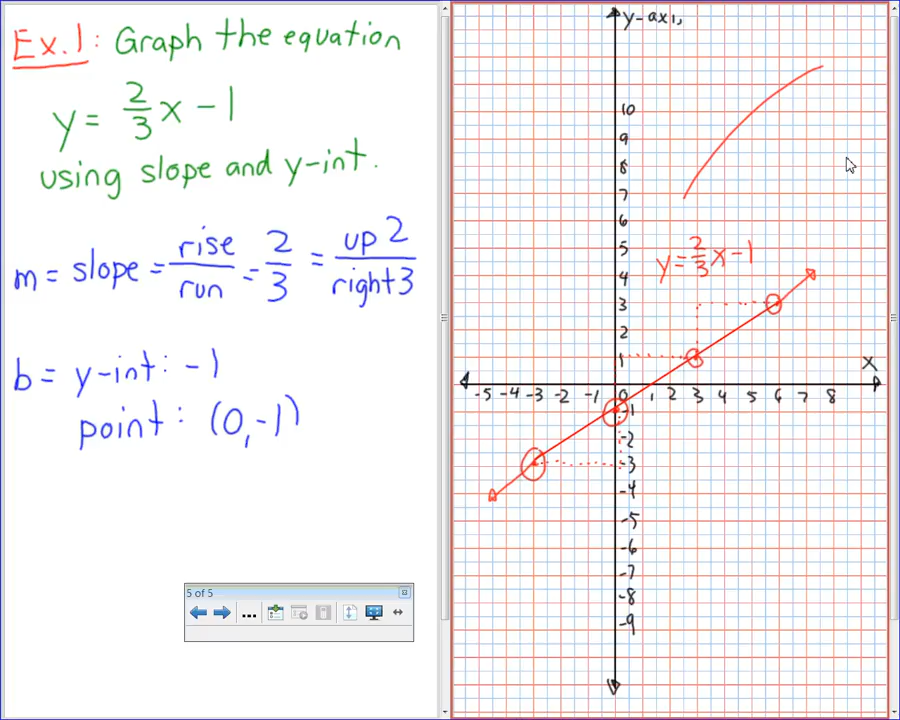 Ex.1: Graph the equation
y = 2/3 x - 1
using slope and y-int.
m = slope = rise/run = 2/3 = up 2/right 3
b = y-int: -1
point: (0,-1)
5 of 5
y-axi,
10
9
8
7
6
5
4
3
2
1
y = 2/3 x - 1
x
-5 -4 -3 -2 -1 0 1 2 3 4 5 6 7 8
-1
-2
-3
-4
-5
-6
-7
-8
-9